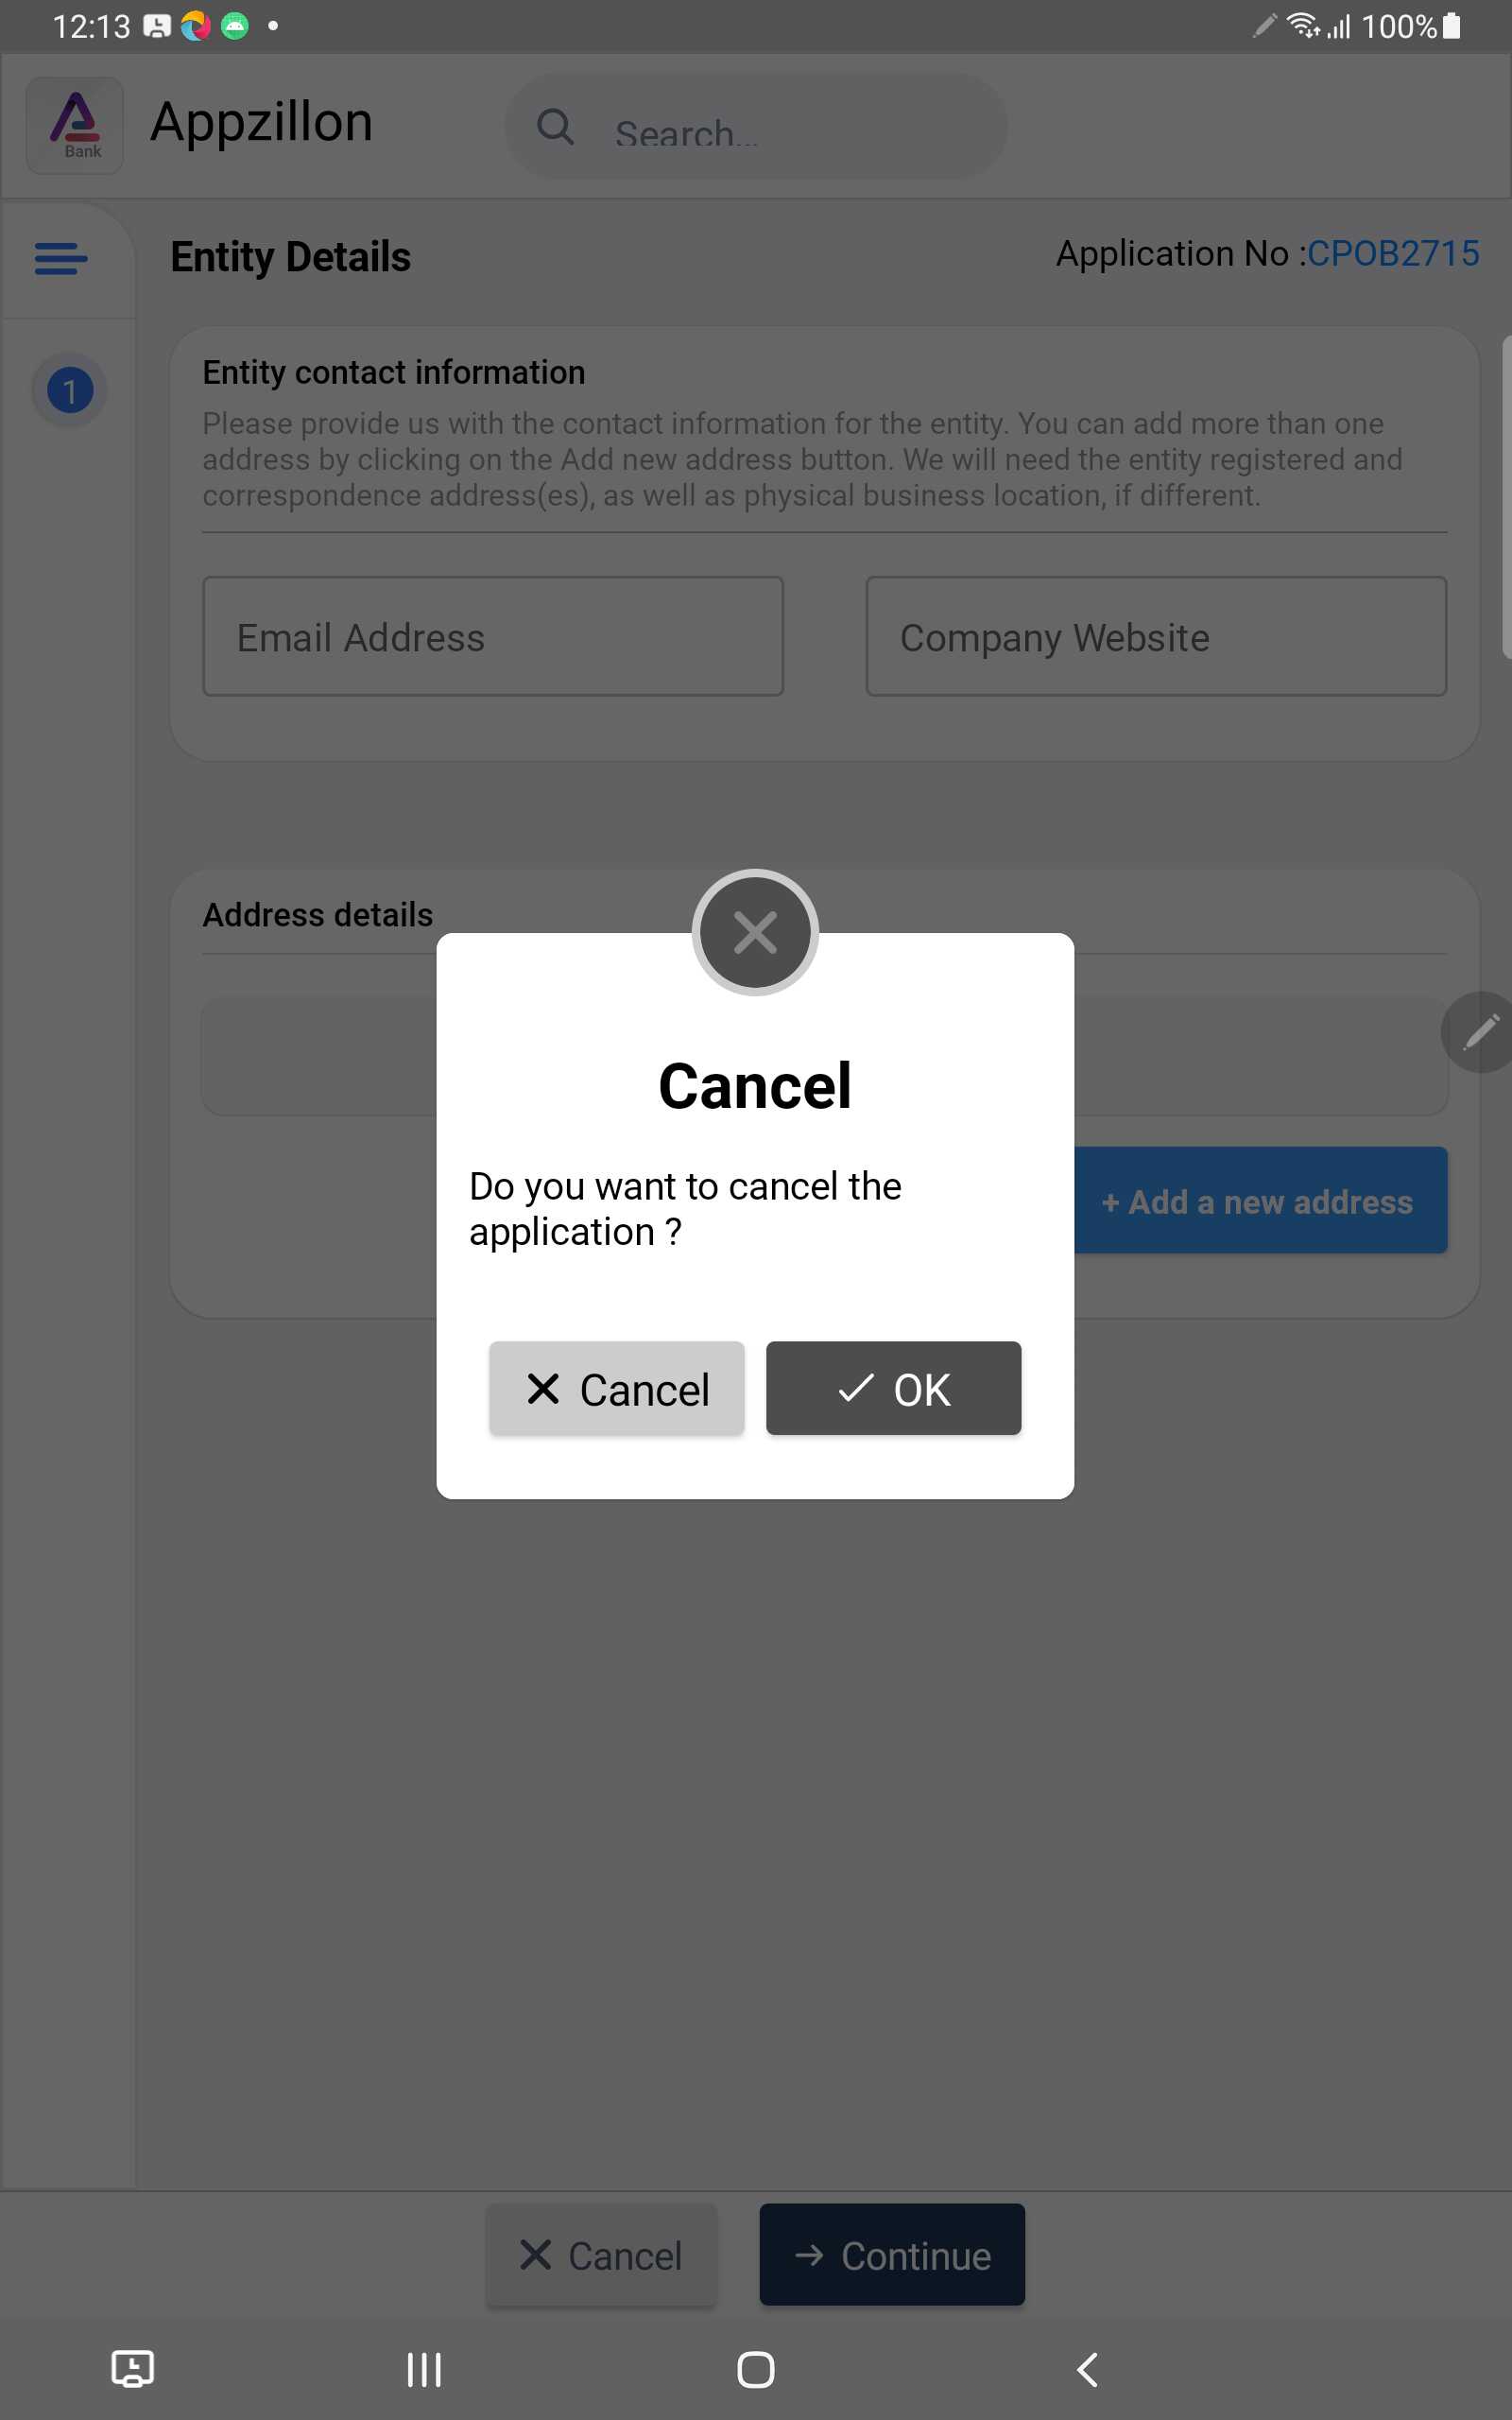 12:13
100%
Bank
Appzillon
Search...
Entity Details
Application No :CPOB2715
1
Entity contact information
Please provide us with the contact information for the entity. You can add more than one
address by clicking on the Add new address button. We will need the entity registered and
correspondence address(es), as well as physical business location, if different.
Email Address
Company Website
Address details
Cancel
Do you want to cancel the
application ?
+ Add a new address
Cancel
OK
Cancel
Continue